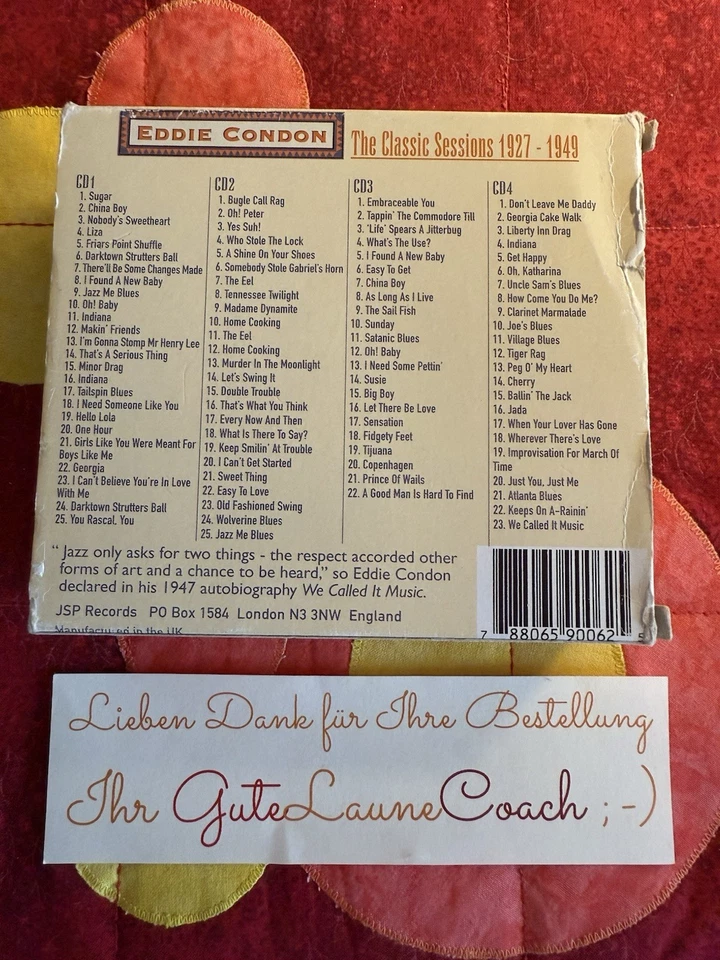 EDDIE CONDON
The Classic Sessions 1927 - 1949
CD1
1. Sugar
2. China Boy
3. Nobody's Sweetheart
4. Liza
5. Friars Point Shuffle
6. Darktown Strutters Ball
7. There'll Be Some Changes Made
8. I Found A New Baby
9. Jazz Me Blues
10. Oh! Baby
11. Indiana
12. Makin' Friends
13. I'm Gonna Stomp Mr Henry Lee
14. That's A Serious Thing
15. Minor Drag
16. Indiana
17. Tailspin Blues
18. I Need Someone Like You
19. Hello Lola
20. One Hour
21. Girls Like You Were Meant For
Boys Like Me
22. Georgia
23. I Can't Believe You're In Love
With Me
24. Darktown Strutters Ball
25. You Rascal, You
CD2
1. Bugle Call Rag
2. Oh! Peter
3. Yes Suh!
4. Who Stole The Lock
5. A Shine On Your Shoes
6. Somebody Stole Gabriel's Horn
7. The Eel
8. Tennessee Twilight
9. Madame Dynamite
10. Home Cooking
11. The Eel
12. Home Cooking
13. Murder In The Moonlight
14. Let's Swing It
15. Double Trouble
16. That's What You Think
17. Every Now And Then
18. What Is There To Say?
19. Keep Smilin' At Trouble
20. I Can't Get Started
21. Sweet Thing
22. Easy To Love
23. Old Fashioned Swing
24. Wolverine Blues
25. Jazz Me Blues
CD3
1. Embraceable You
2. Tappin' The Commodore Till
3. 'Life' Spears A Jitterbug
4. What's The Use?
5. I Found A New Baby
6. Easy To Get
7. China Boy
8. As Long As I Live
9. The Sail Fish
10. Sunday
11. Satanic Blues
12. Oh! Baby
13. I Need Some Pettin'
14. Susie
15. Big Boy
16. Let There Be Love
17. Sensation
18. Fidgety Feet
19. Tijuana
20. Copenhagen
21. Prince Of Wails
22. A Good Man Is Hard To Find
CD4
1. Don't Leave Me Daddy
2. Georgia Cake Walk
3. Liberty Inn Drag
4. Indiana
5. Get Happy
6. Oh, Katharina
7. Uncle Sam's Blues
8. How Come You Do Me?
9. Clarinet Marmalade
10. Joe's Blues
11. Village Blues
12. Tiger Rag
13. Peg O' My Heart
14. Cherry
15. Ballin' The Jack
16. Jada
17. When Your Lover Has Gone
18. Wherever There's Love
19. Improvisation For March Of
Time
20. Just You, Just Me
21. Atlanta Blues
22. Keeps On A-Rainin'
23. We Called It Music
" Jazz only asks for two things - the respect accorded other
forms of art and a chance to be heard," so Eddie Condon
declared in his 1947 autobiography We Called It Music.
JSP Records PO Box 1584 London N3 3NW England
Manufactured in the UK
7 88065 90062 5
Lieben Dank für Ihre Bestellung
Ihr GuteLauneCoach ;-)